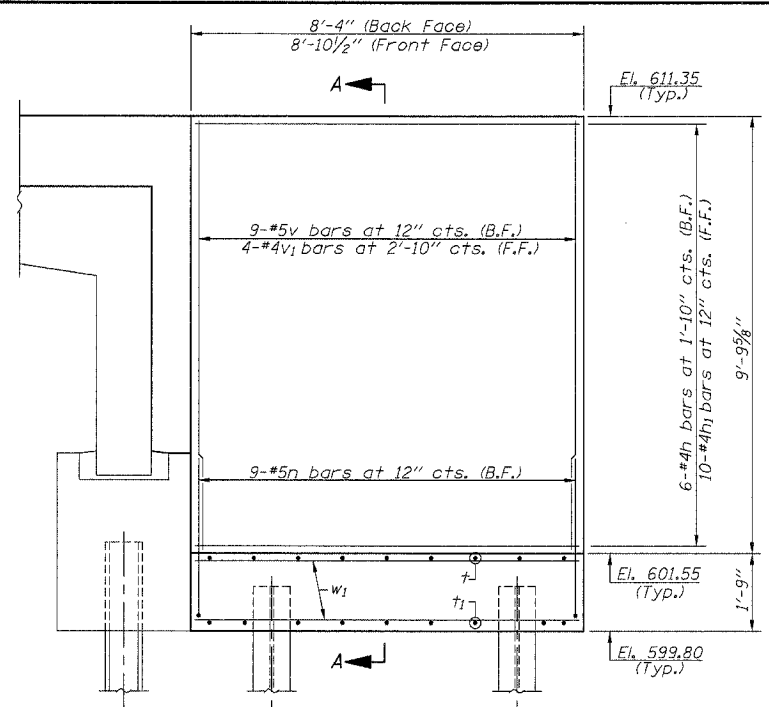 8'-4" (Back Face)
8'-10½" (Front Face)
A
El. 611.35
(Typ.)
9-#5v bars at 12" cts. (B.F.)
4-#4v₁ bars at 2'-10" cts. (F.F.)
6-#4h bars at 1'-10" cts. (B.F.)
10-#4h₁ bars at 12" cts. (F.F.)
9'-9⅝"
9-#5n bars at 12" cts. (B.F.)
t
El. 601.55
(Typ.)
w₁
t₁
1'-9"
A
El. 599.80
(Typ.)